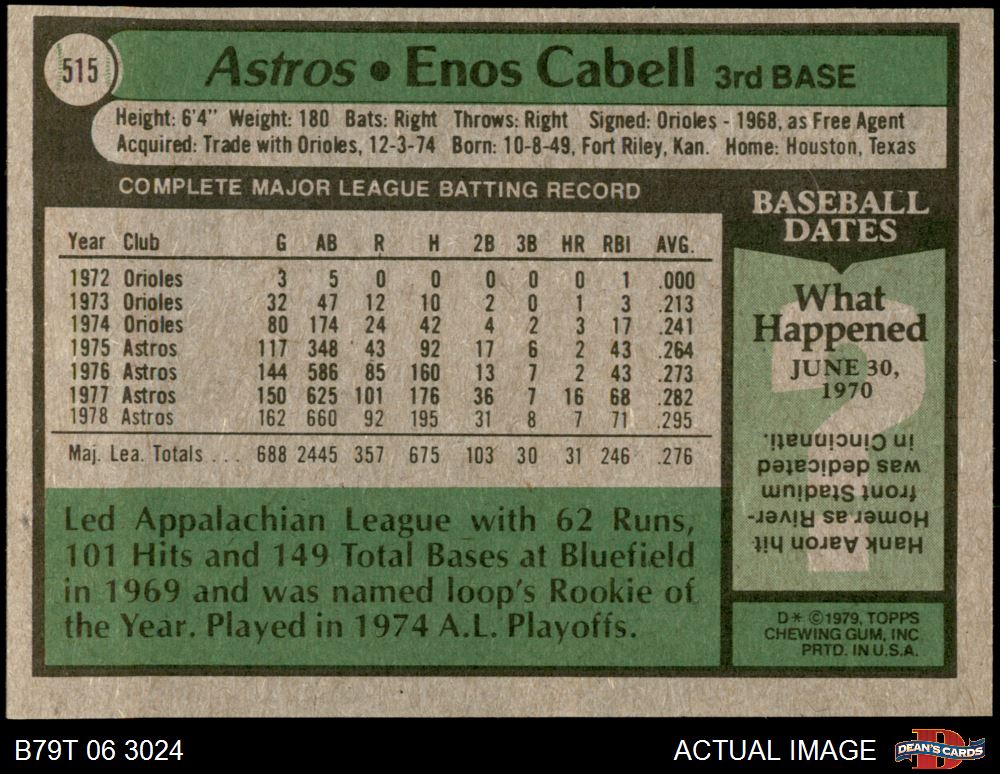 515
Astros • Enos Cabell 3rd BASE
Height: 6'4" Weight: 180 Bats: Right Throws: Right Signed: Orioles - 1968, as Free Agent
Acquired: Trade with Orioles, 12-3-74 Born: 10-8-49, Fort Riley, Kan. Home: Houston, Texas
COMPLETE MAJOR LEAGUE BATTING RECORD
Year Club G AB R H 2B 3B HR RBI AVG.
1972 Orioles 3 5 0 0 0 0 0 1 .000
1973 Orioles 32 47 12 10 2 0 1 3 .213
1974 Orioles 80 174 24 42 4 2 3 17 .241
1975 Astros 117 348 43 92 17 6 2 43 .264
1976 Astros 144 586 85 160 13 7 2 43 .273
1977 Astros 150 625 101 176 36 7 16 68 .282
1978 Astros 162 660 92 195 31 8 7 71 .295
Maj. Lea. Totals ... 688 2445 357 675 103 30 31 246 .276
Led Appalachian League with 62 Runs,
101 Hits and 149 Total Bases at Bluefield
in 1969 and was named loop's Rookie of
the Year. Played in 1974 A.L. Playoffs.
BASEBALL
DATES
What
Happened
JUNE 30,
1970
?
Hank Aaron hit
Homer as River-
front Stadium
was dedicated
in Cincinnati.
D* ©1979, TOPPS
CHEWING GUM, INC
PRTD. IN U.S.A.
B79T 06 3024
ACTUAL IMAGE
D
DEAN'S CARDS